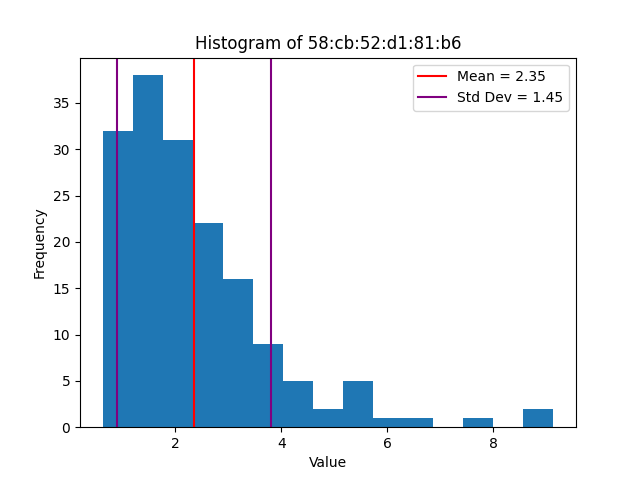 Histogram of 58:cb:52:d1:81:b6
Mean = 2.35
Std Dev = 1.45
35
30
25
20
15
10
5
0
Frequency
2 4 6 8
Value